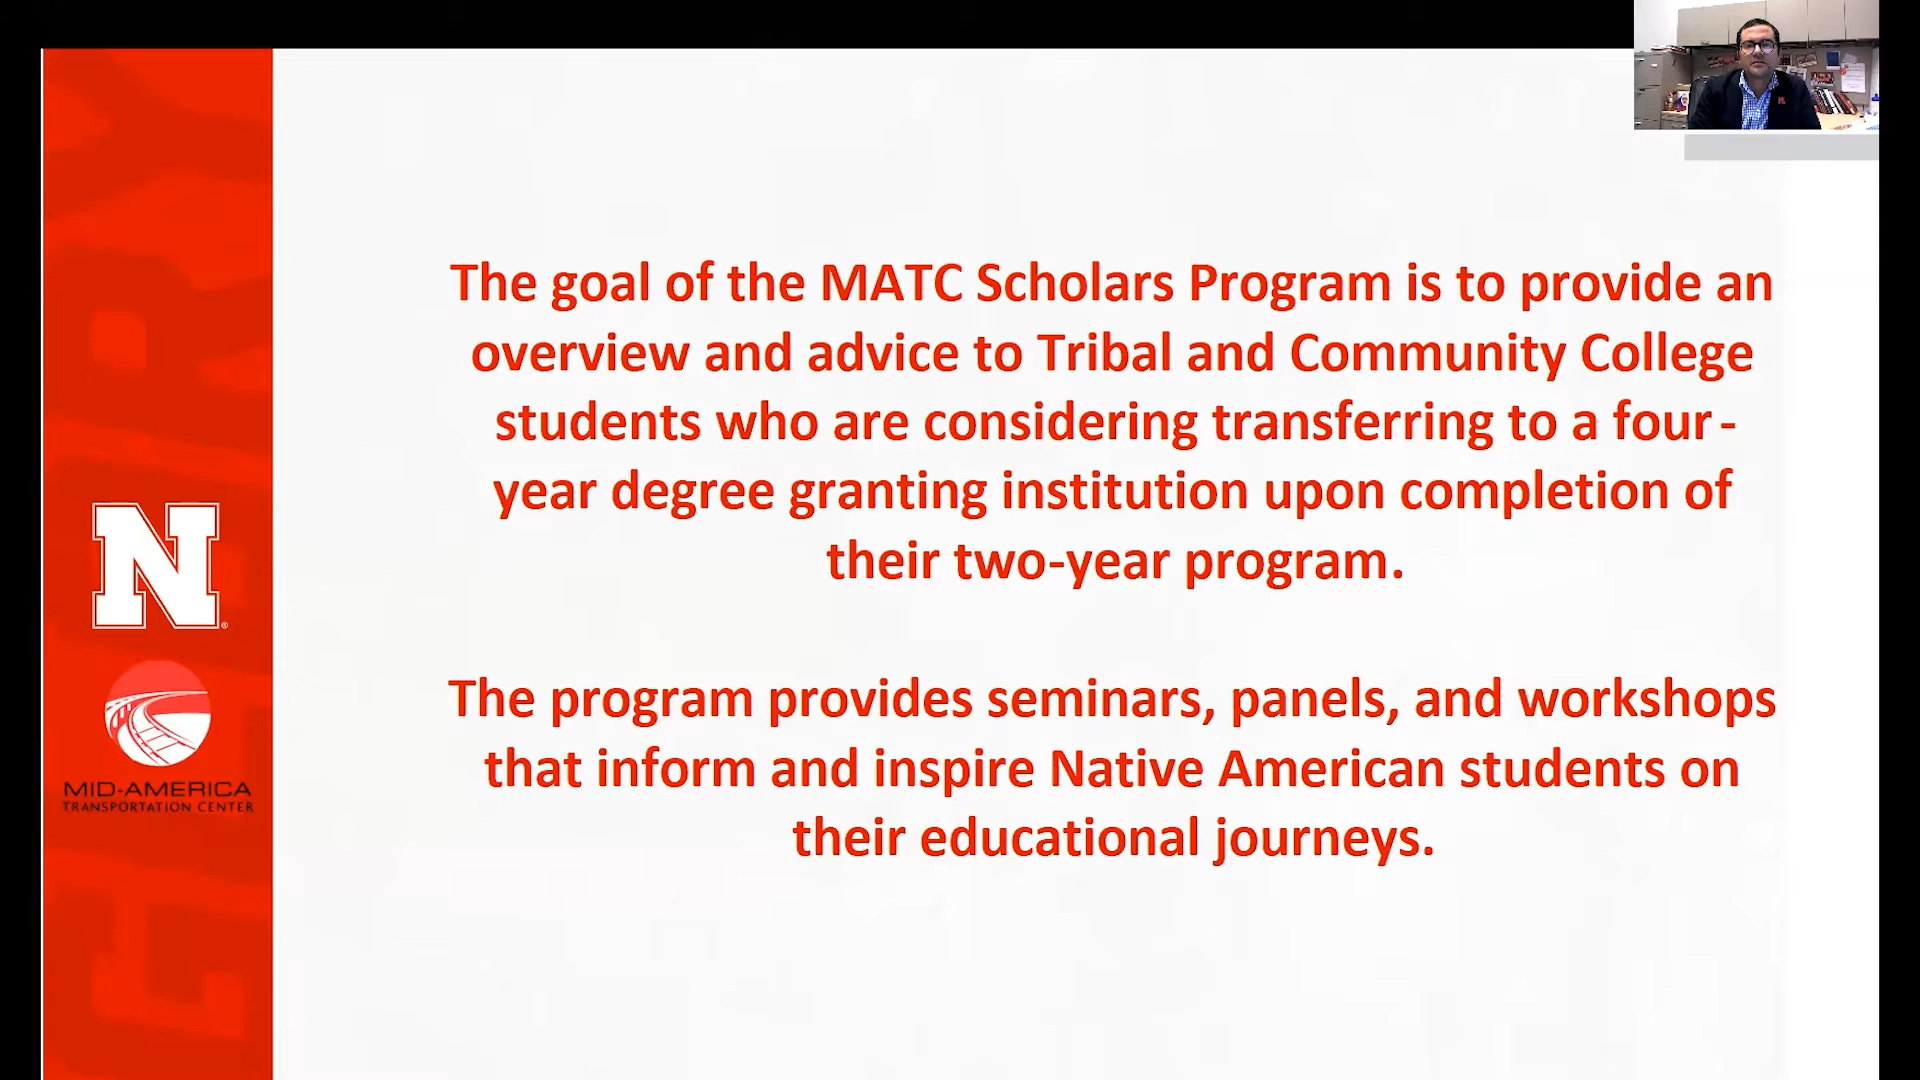 The goal of the MATC Scholars Program is to provide an
overview and advice to Tribal and Community College
students who are considering transferring to a four-
year degree granting institution upon completion of
their two-year program.
The program provides seminars, panels, and workshops
that inform and inspire Native American students on
their educational journeys.
N
MID-AMERICA
TRANSPORTATION CENTER